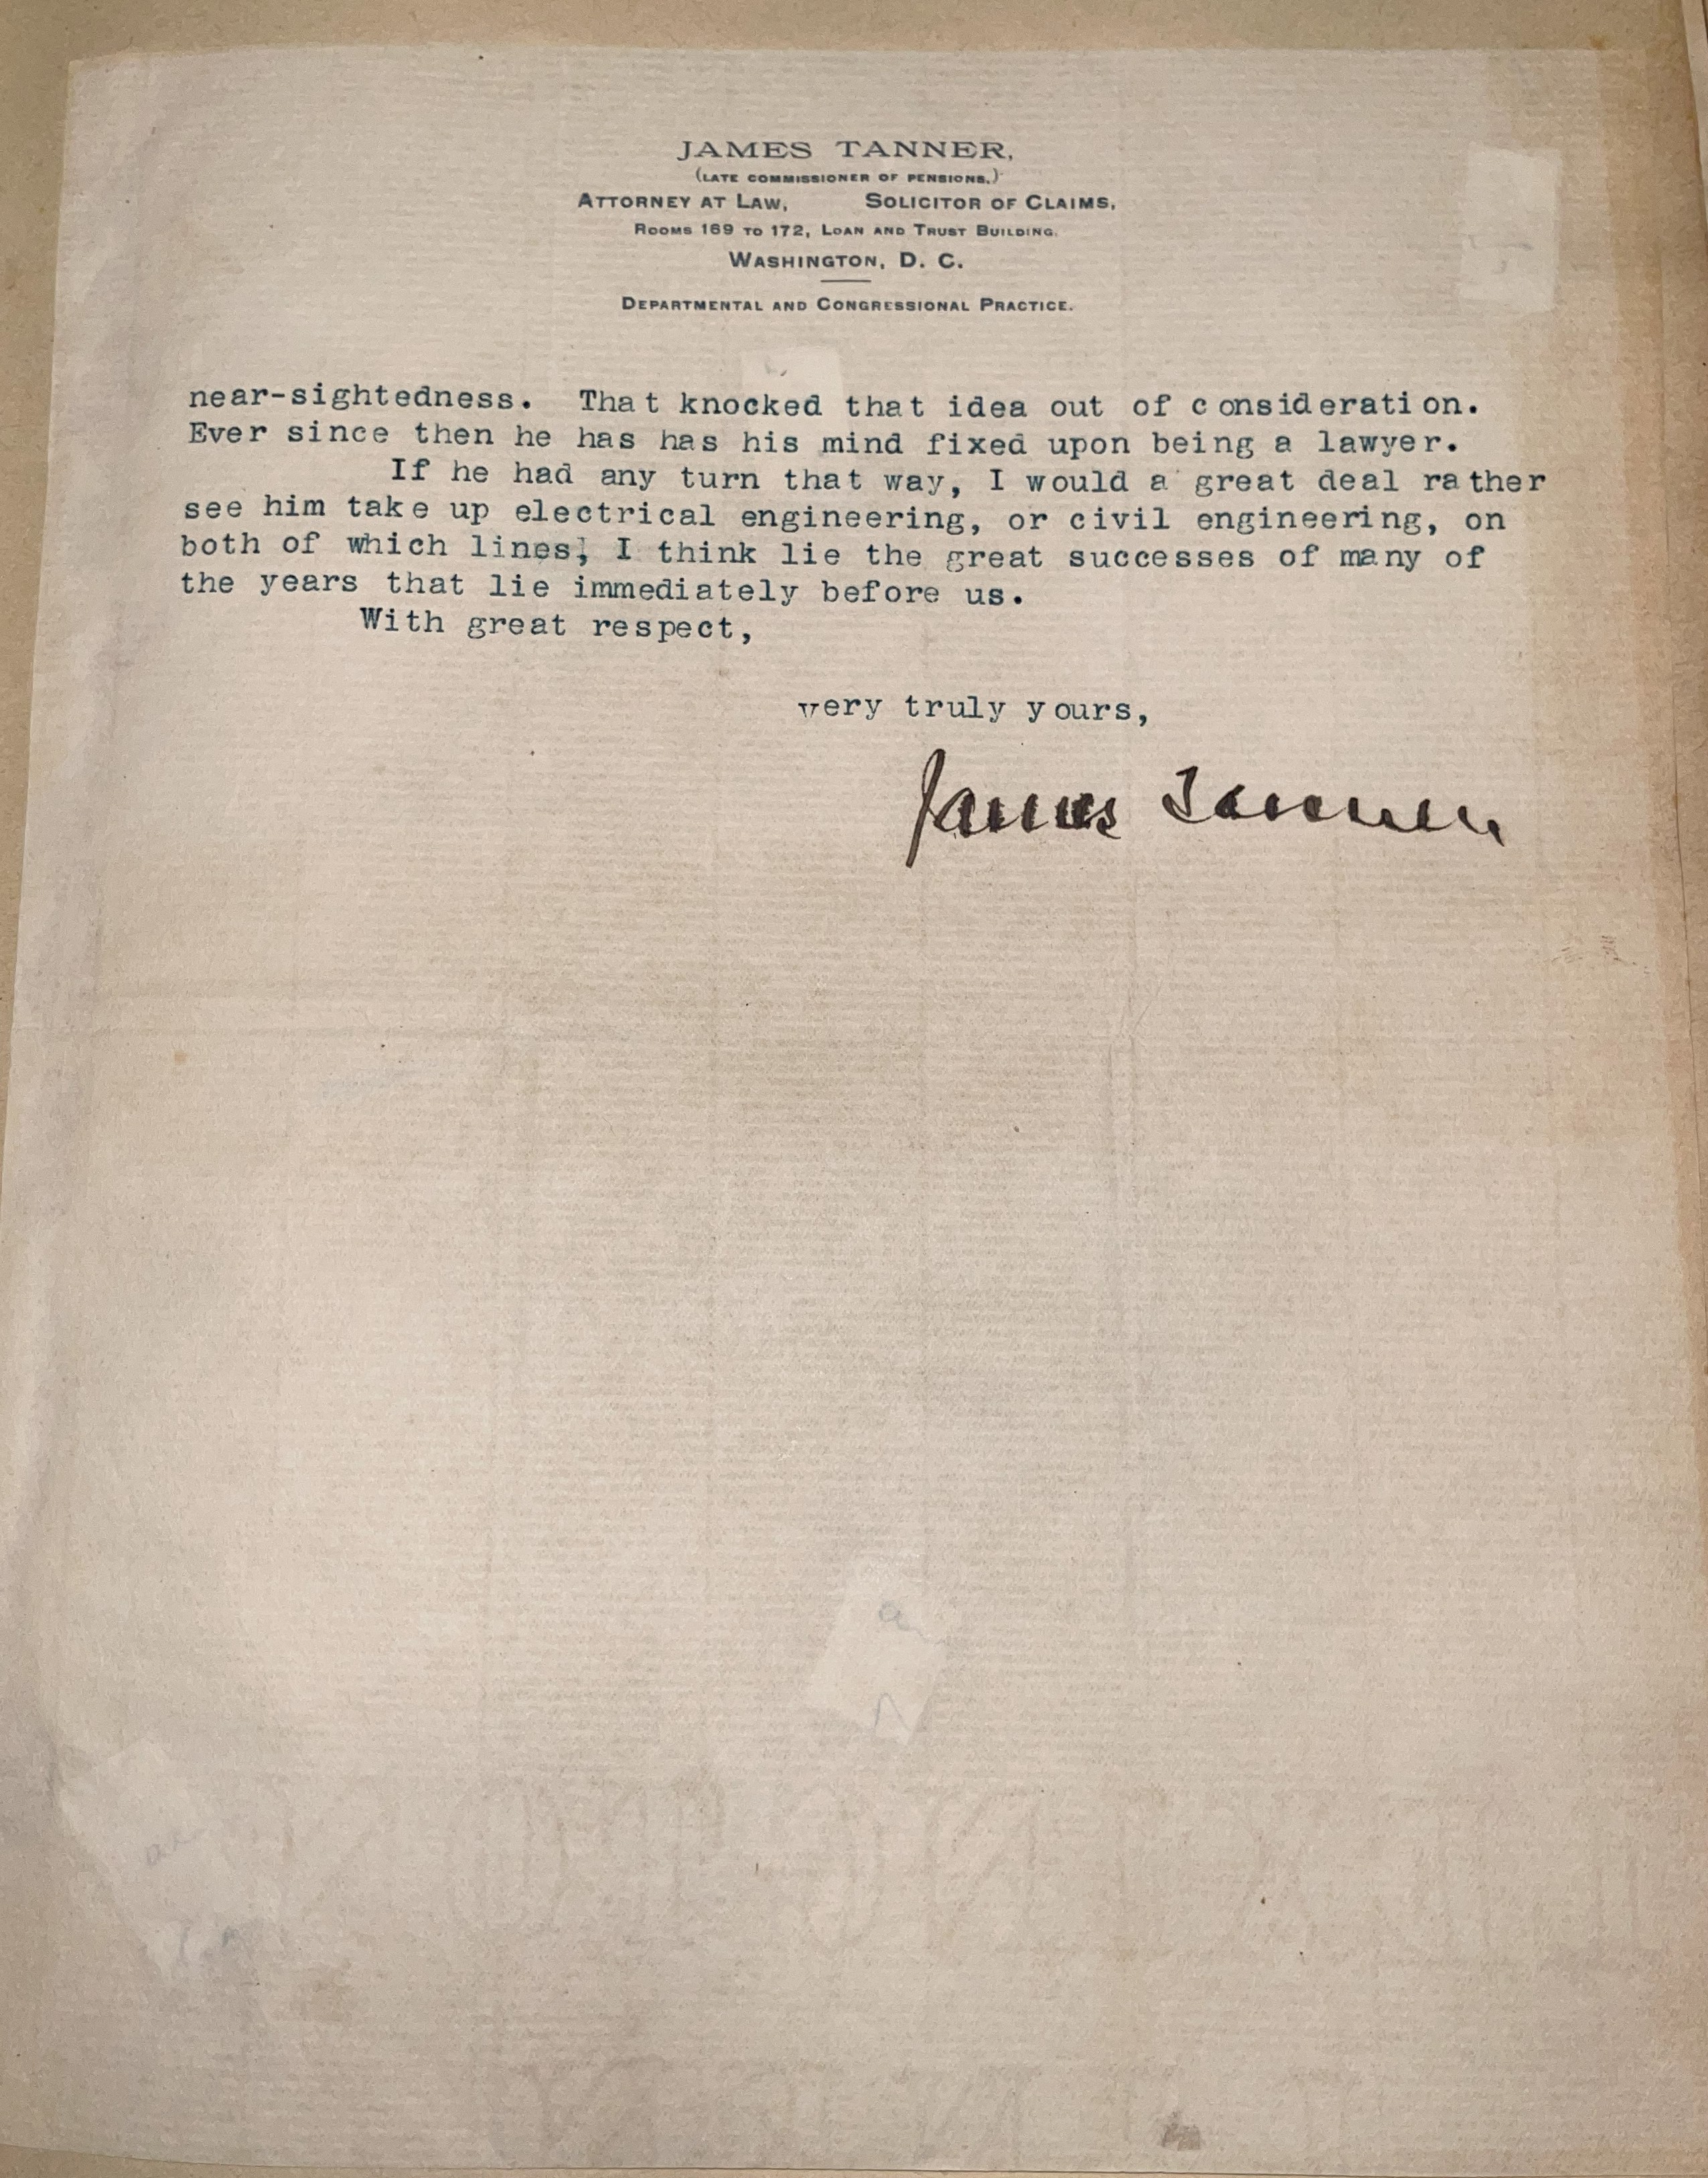 JAMES TANNER,
(LATE COMMISSIONER OF PENSIONS.)
ATTORNEY AT LAW, SOLICITOR OF CLAIMS,
ROOMS 169 TO 172, LOAN AND TRUST BUILDING.
WASHINGTON, D. C.
DEPARTMENTAL AND CONGRESSIONAL PRACTICE.
near-sightedness. That knocked that idea out of consideration.
Ever since then he has has his mind fixed upon being a lawyer.
If he had any turn that way, I would a great deal rather
see him take up electrical engineering, or civil engineering, on
both of which lines, I think lie the great successes of many of
the years that lie immediately before us.
With great respect,
very truly yours,
James Tanner